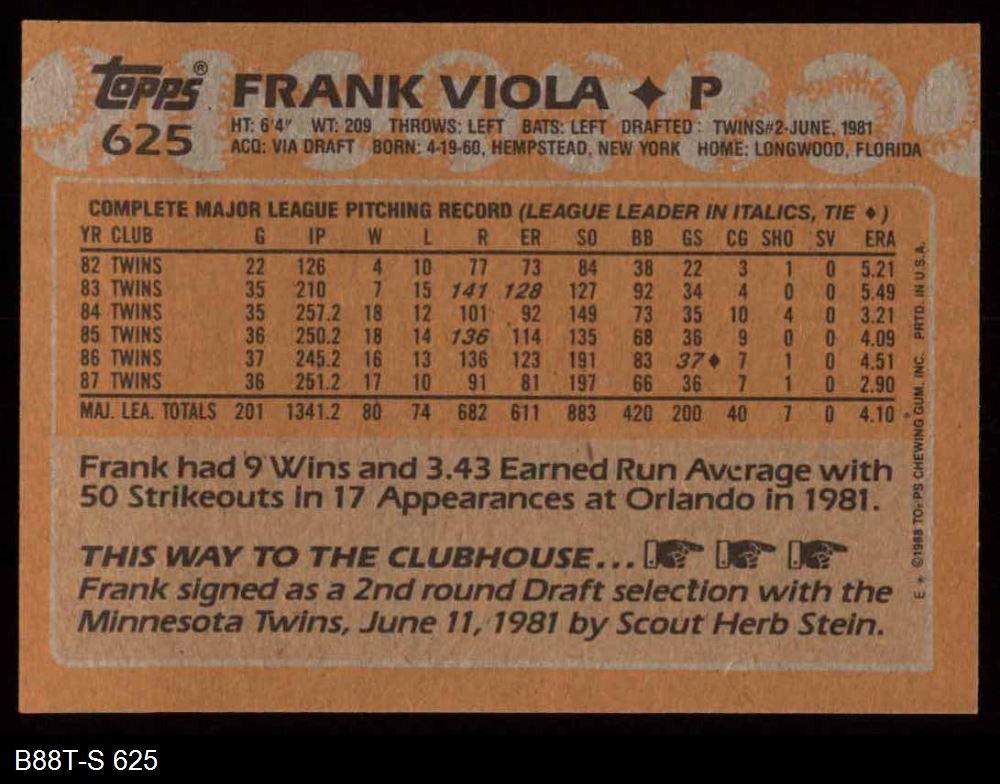 topps® FRANK VIOLA ♦ P
625
HT: 6'4" WT: 209 THROWS: LEFT BATS: LEFT DRAFTED: TWINS#2-JUNE, 1981
ACQ: VIA DRAFT BORN: 4-19-60, HEMPSTEAD, NEW YORK HOME: LONGWOOD, FLORIDA
COMPLETE MAJOR LEAGUE PITCHING RECORD (LEAGUE LEADER IN ITALICS, TIE ♦)
YR CLUB G IP W L R ER SO BB GS CG SHO SV ERA
82 TWINS 22 126 4 10 77 73 84 38 22 3 1 0 5.21
83 TWINS 35 210 7 15 141 128 127 92 34 4 0 0 5.49
84 TWINS 35 257.2 18 12 101 92 149 73 35 10 4 0 3.21
85 TWINS 36 250.2 18 14 136 114 135 68 36 9 0 0 4.09
86 TWINS 37 245.2 16 13 136 123 191 83 37♦ 7 1 0 4.51
87 TWINS 36 251.2 17 10 91 81 197 66 36 7 1 0 2.90
MAJ. LEA. TOTALS 201 1341.2 80 74 682 611 883 420 200 40 7 0 4.10
Frank had 9 Wins and 3.43 Earned Run Average with
50 Strikeouts in 17 Appearances at Orlando in 1981.
THIS WAY TO THE CLUBHOUSE...
Frank signed as a 2nd round Draft selection with the
Minnesota Twins, June 11, 1981 by Scout Herb Stein.
E * ©1988 TOPPS CHEWING GUM, INC. PRTD. IN U.S.A.
B88T-S 625